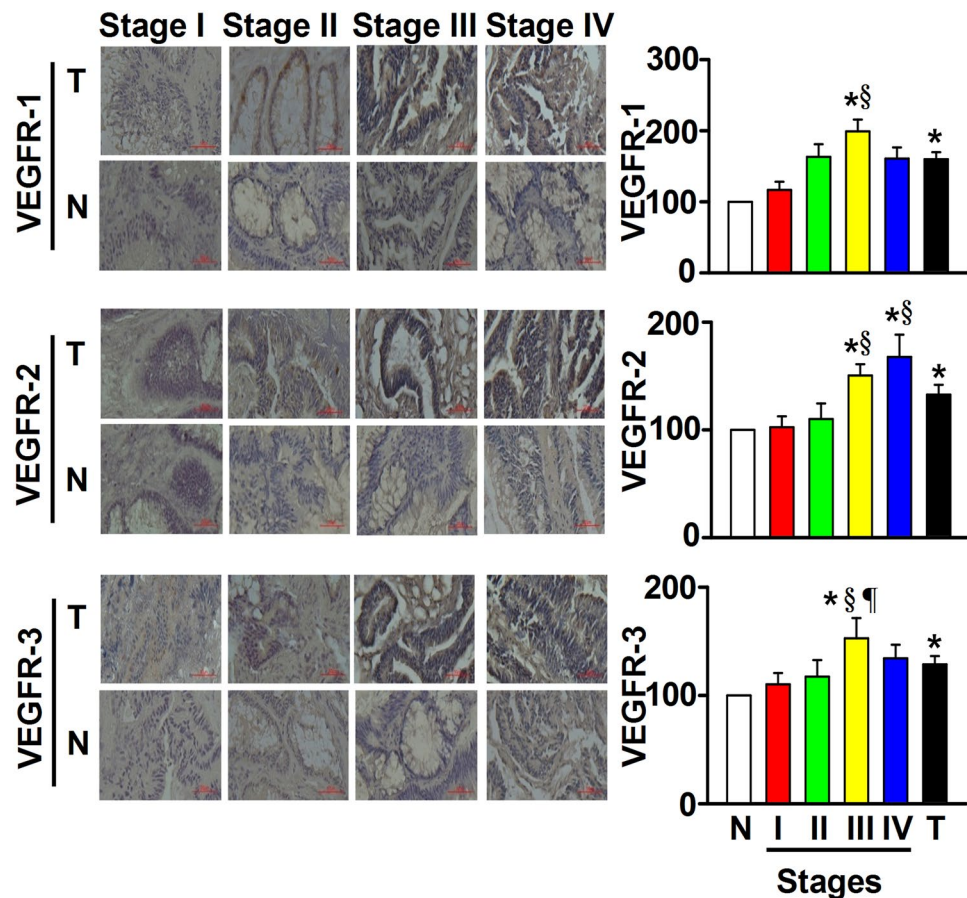 Stage I Stage II Stage III Stage IV
VEGFR-1
T
N
VEGFR-1
300
200
100
0
*§
*
VEGFR-2
T
N
VEGFR-2
200
100
0
*§
*§
*
VEGFR-3
T
N
VEGFR-3
200
100
0
* § ¶
*
N I II III IV T
Stages